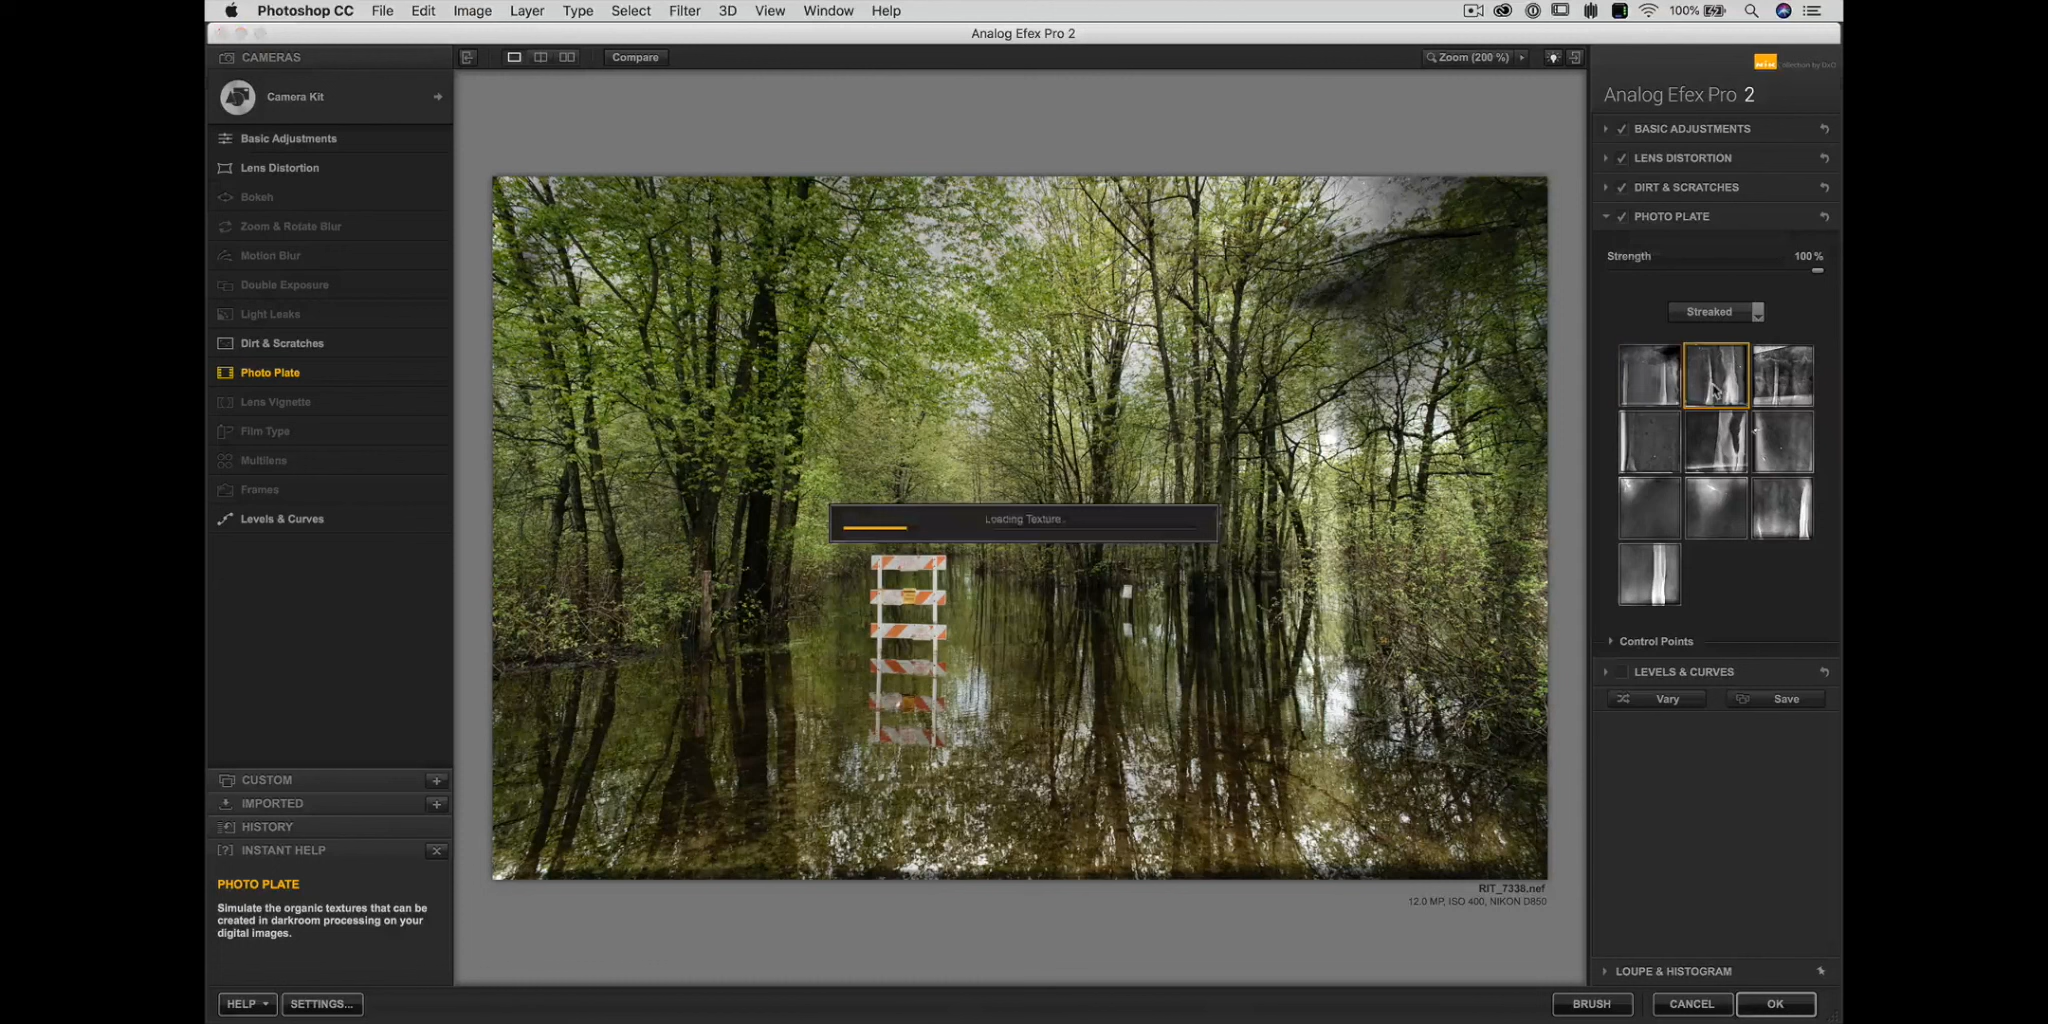 Photoshop CC File Edit Image Layer Type Select Filter 3D View Window Help 100%
Analog Efex Pro 2
CAMERAS
Compare
Zoom (200 %)
Camera Kit
Basic Adjustments
Lens Distortion
Bokeh
Zoom & Rotate Blur
Motion Blur
Double Exposure
Light Leaks
Dirt & Scratches
Photo Plate
Lens Vignette
Film Type
Multilens
Frames
Levels & Curves
CUSTOM
IMPORTED
HISTORY
[?] INSTANT HELP
PHOTO PLATE
Simulate the organic textures that can be
created in darkroom processing on your
digital images.
HELP
SETTINGS...
Loading Texture..
RIT_7338.nef
12.0 MP, ISO 400, NIKON D850
Nik collection by DxO
Analog Efex Pro 2
BASIC ADJUSTMENTS
LENS DISTORTION
DIRT & SCRATCHES
PHOTO PLATE
Strength 100 %
Streaked
Control Points
LEVELS & CURVES
Vary Save
LOUPE & HISTOGRAM
BRUSH CANCEL OK